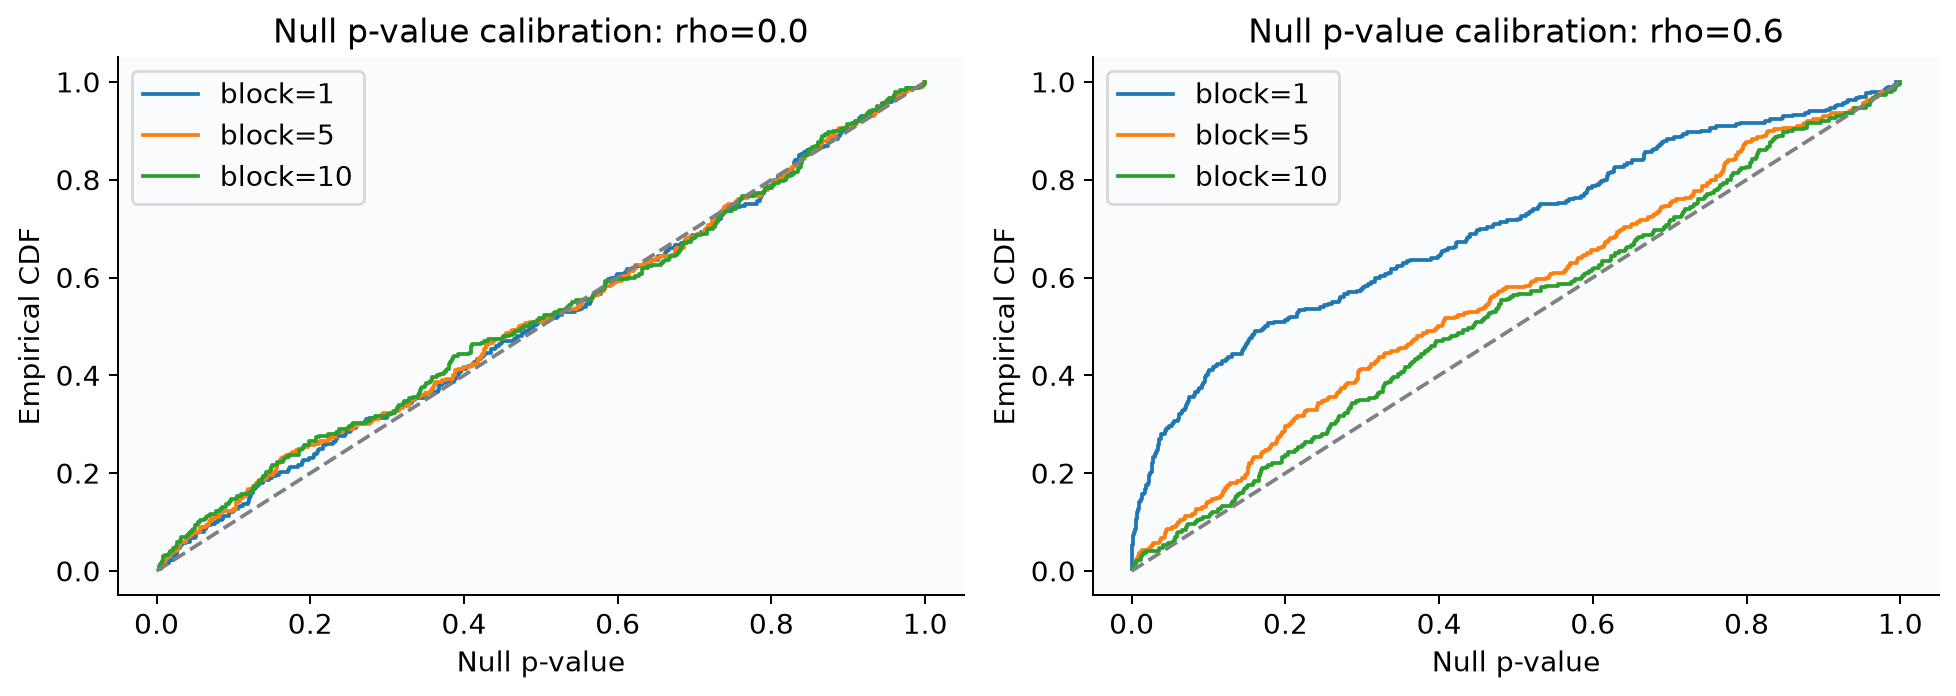 Null p-value calibration: rho=0.0
block=1
block=5
block=10
1.0
0.8
0.6
0.4
0.2
0.0
Empirical CDF
0.0 0.2 0.4 0.6 0.8 1.0
Null p-value
Null p-value calibration: rho=0.6
block=1
block=5
block=10
1.0
0.8
0.6
0.4
0.2
0.0
Empirical CDF
0.0 0.2 0.4 0.6 0.8 1.0
Null p-value